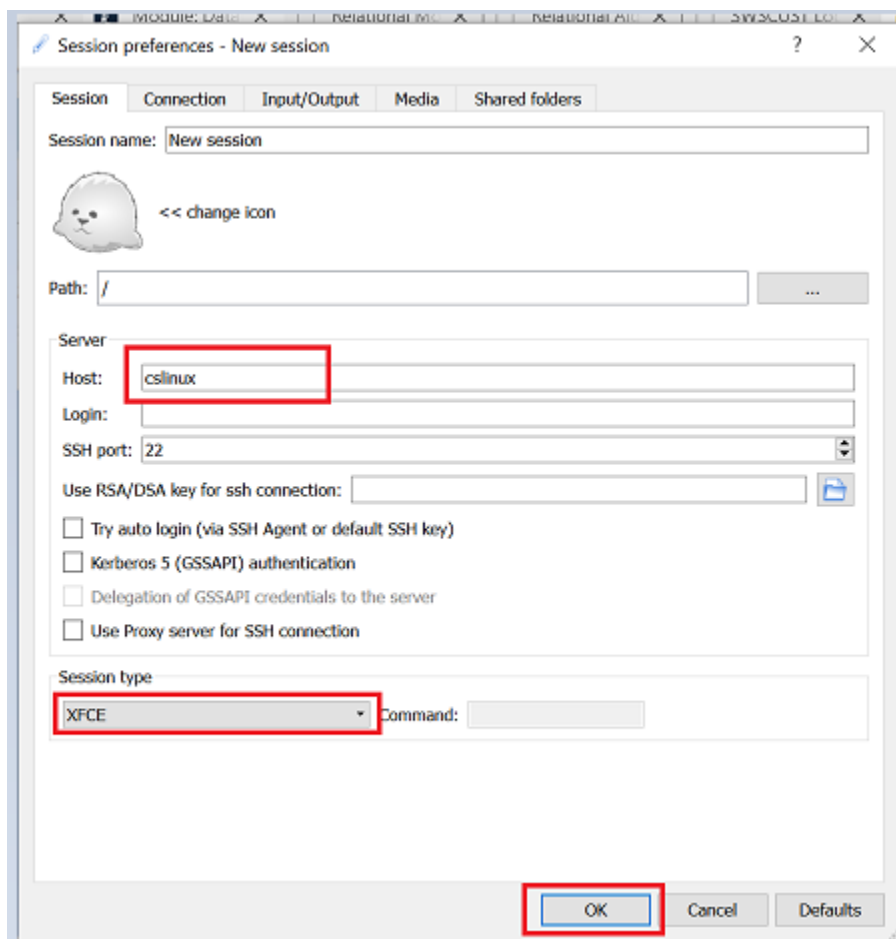 Module: Data
Session preferences - New session
?
Session Connection Input/Output Media Shared folders
Session name: New session
<< change icon
Path: / ...
Server
Host: cslinux
Login:
SSH port: 22
Use RSA/DSA key for ssh connection:
Try auto login (via SSH Agent or default SSH key)
Kerberos 5 (GSSAPI) authentication
Delegation of GSSAPI credentials to the server
Use Proxy server for SSH connection
Session type
XFCE Command:
OK Cancel Defaults